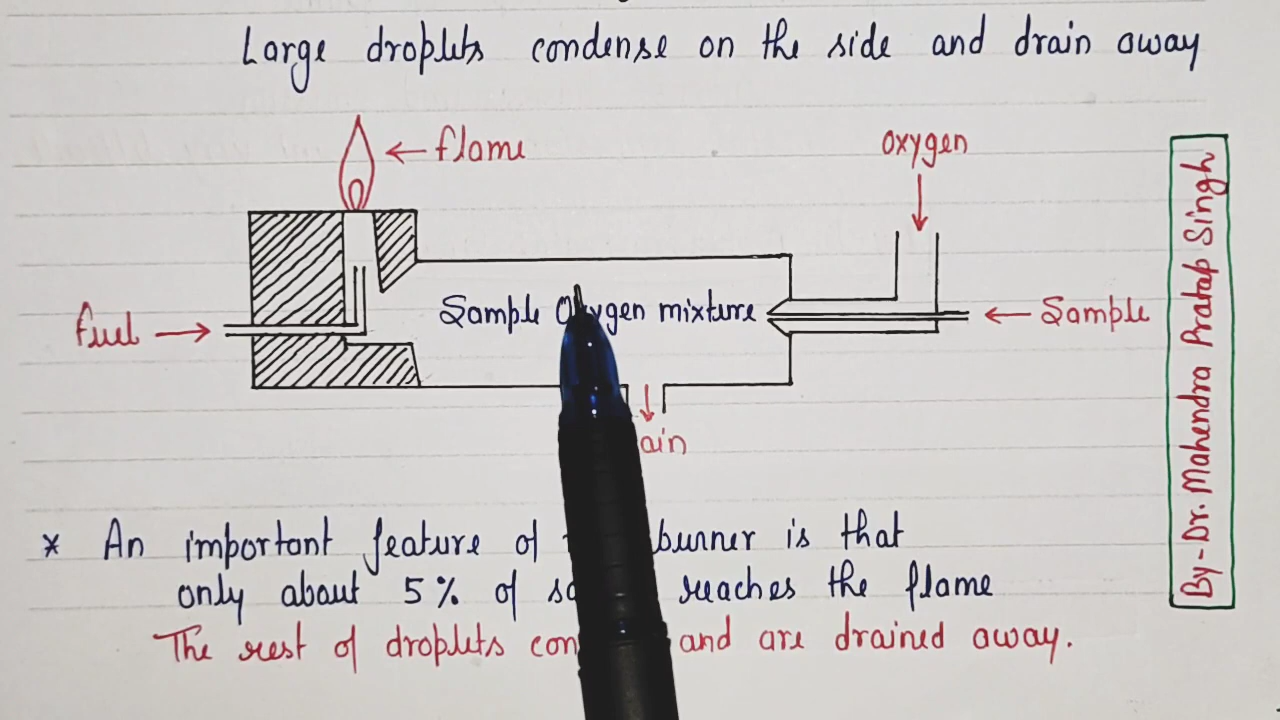 Large droplets condense on the side and drain away
flame
oxygen
Sample Oxygen mixture
fuel
Sample
ain
* An important feature of burner is that
only about 5% of reaches the flame
The rest of droplets and are drained away.
By-Dr. Mahendra Pratap Singh